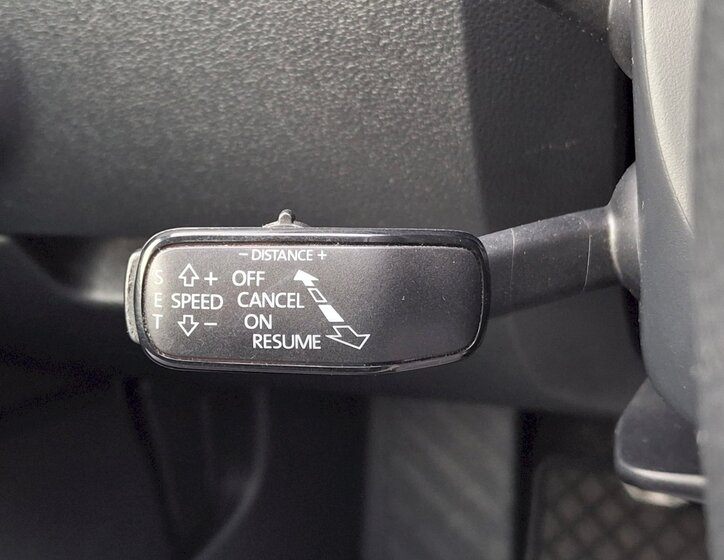 − DISTANCE +
S + OFF
E SPEED CANCEL
T − ON
RESUME